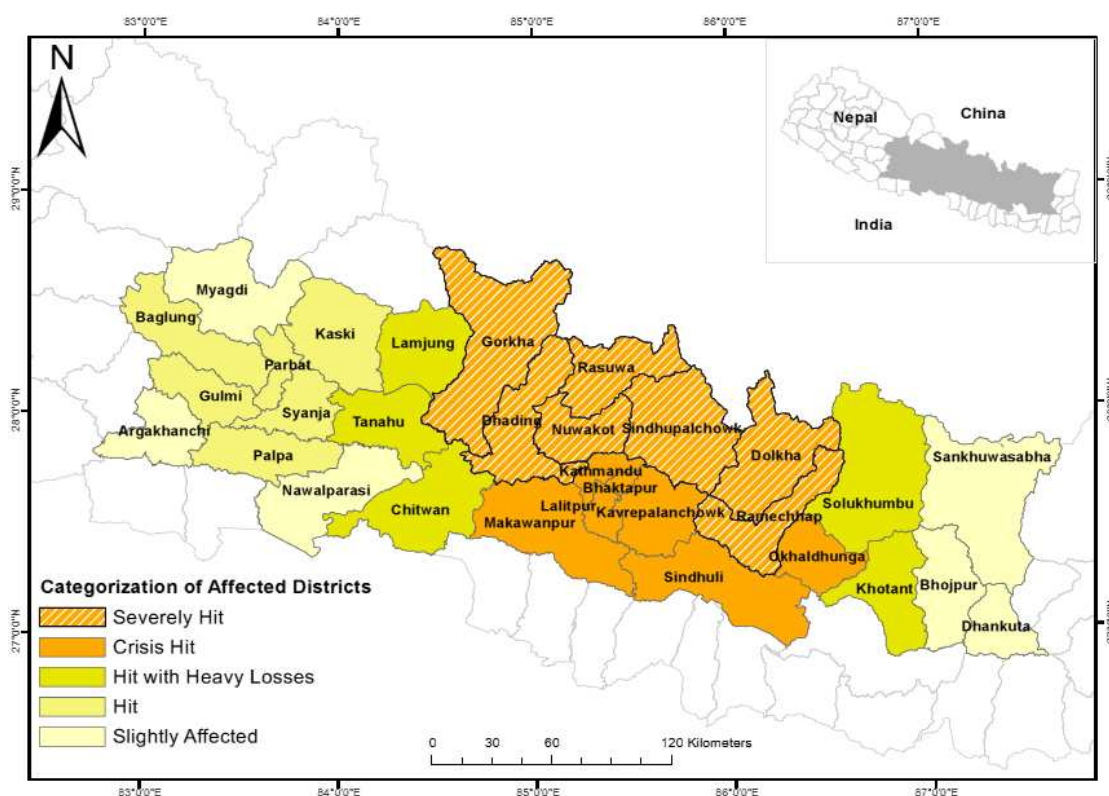 83°0'0"E 84°0'0"E 85°0'0"E 86°0'0"E 87°0'0"E
N
Nepal
China
India
29°0'0"N
28°0'0"N
27°0'0"N
Myagdi
Baglung
Kaski
Lamjung
Gorkha
Parbat
Rasuwa
Gulmi
Syanja
Tanahu
Dhading
Nuwakot
Sindhupalchowk
Argakhanchi
Palpa
Dolkha
Sankhuwasabha
Nawalparasi
Kathmandu
Bhaktapur
Chitwan
Lalitpur
Kavrepalanchowk
Makawanpur
Ramechhap
Solukhumbu
Okhaldhunga
Sindhuli
Khotant
Bhojpur
Dhankuta
Categorization of Affected Districts
Severely Hit
Crisis Hit
Hit with Heavy Losses
Hit
Slightly Affected
0 30 60 120 Kilometers
83°0'0"E 84°0'0"E 85°0'0"E 86°0'0"E 87°0'0"E